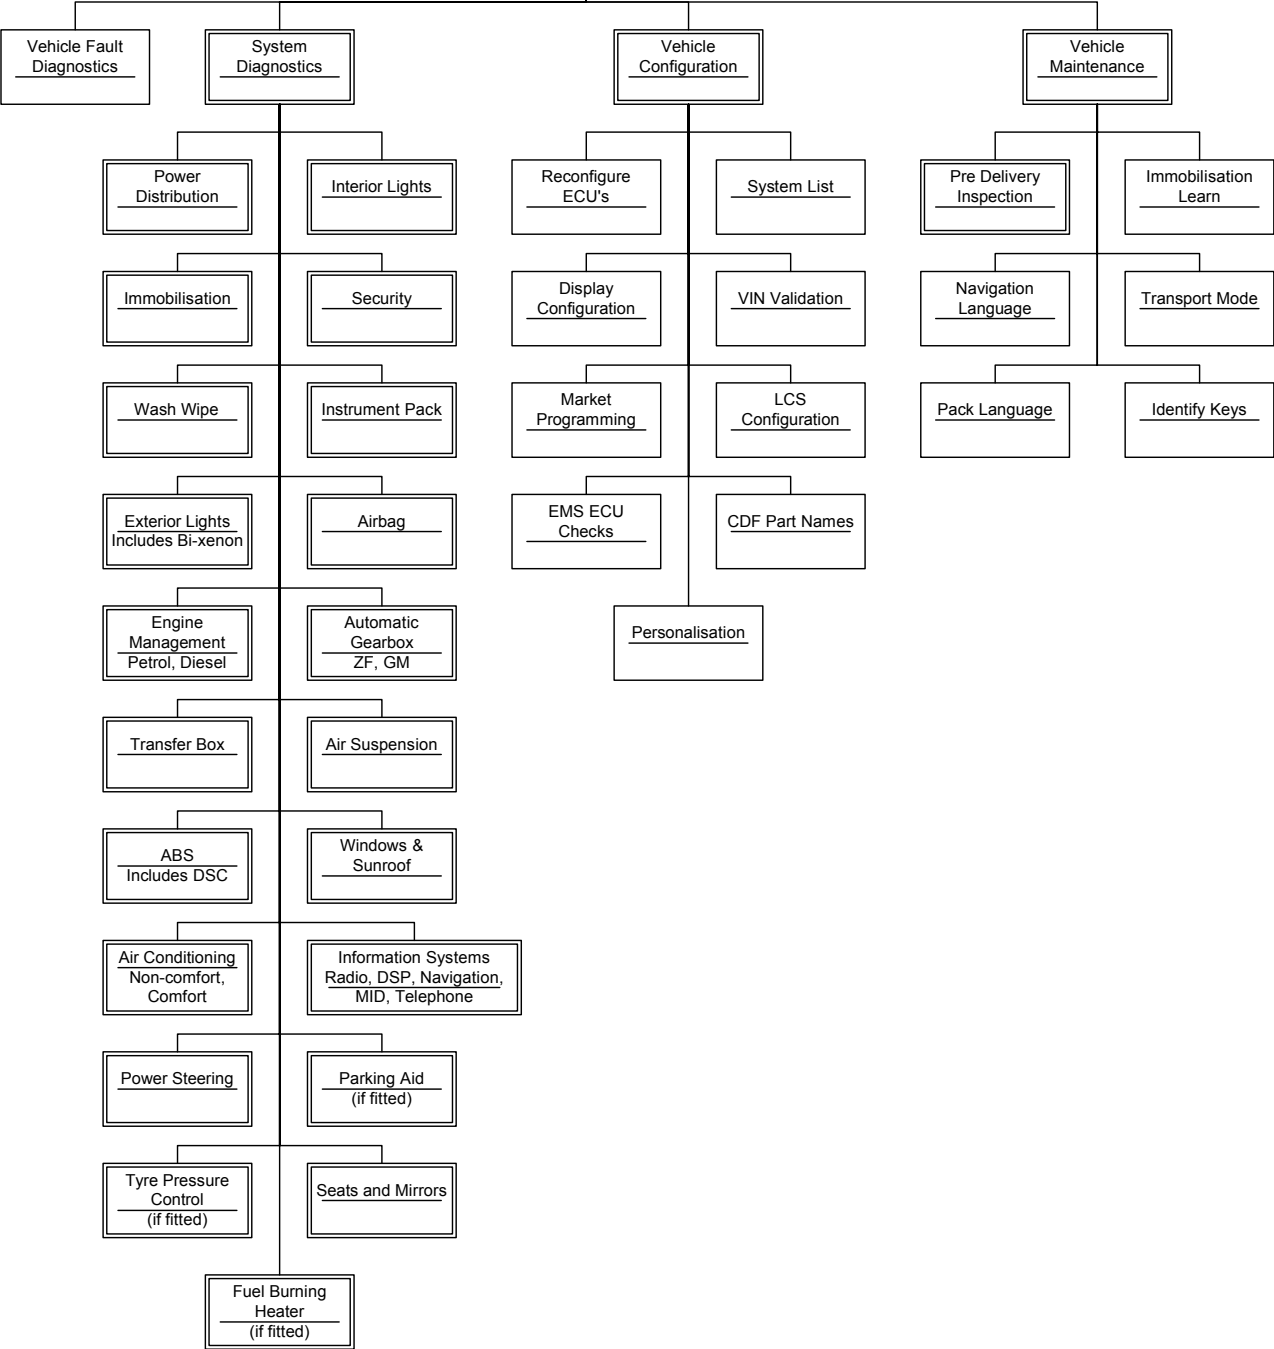 Vehicle Fault
Diagnostics
System
Diagnostics
Vehicle
Configuration
Vehicle
Maintenance
Power
Distribution
Interior Lights
Reconfigure
ECU's
System List
Pre Delivery
Inspection
Immobilisation
Learn
Immobilisation
Security
Display
Configuration
VIN Validation
Navigation
Language
Transport Mode
Wash Wipe
Instrument Pack
Market
Programming
LCS
Configuration
Pack Language
Identify Keys
Exterior Lights
Includes Bi-xenon
Airbag
EMS ECU
Checks
CDF Part Names
Engine
Management
Petrol, Diesel
Automatic
Gearbox
ZF, GM
Personalisation
Transfer Box
Air Suspension
ABS
Includes DSC
Windows &
Sunroof
Air Conditioning
Non-comfort,
Comfort
Information Systems
Radio, DSP, Navigation,
MID, Telephone
Power Steering
Parking Aid
(if fitted)
Tyre Pressure
Control
(if fitted)
Seats and Mirrors
Fuel Burning
Heater
(if fitted)